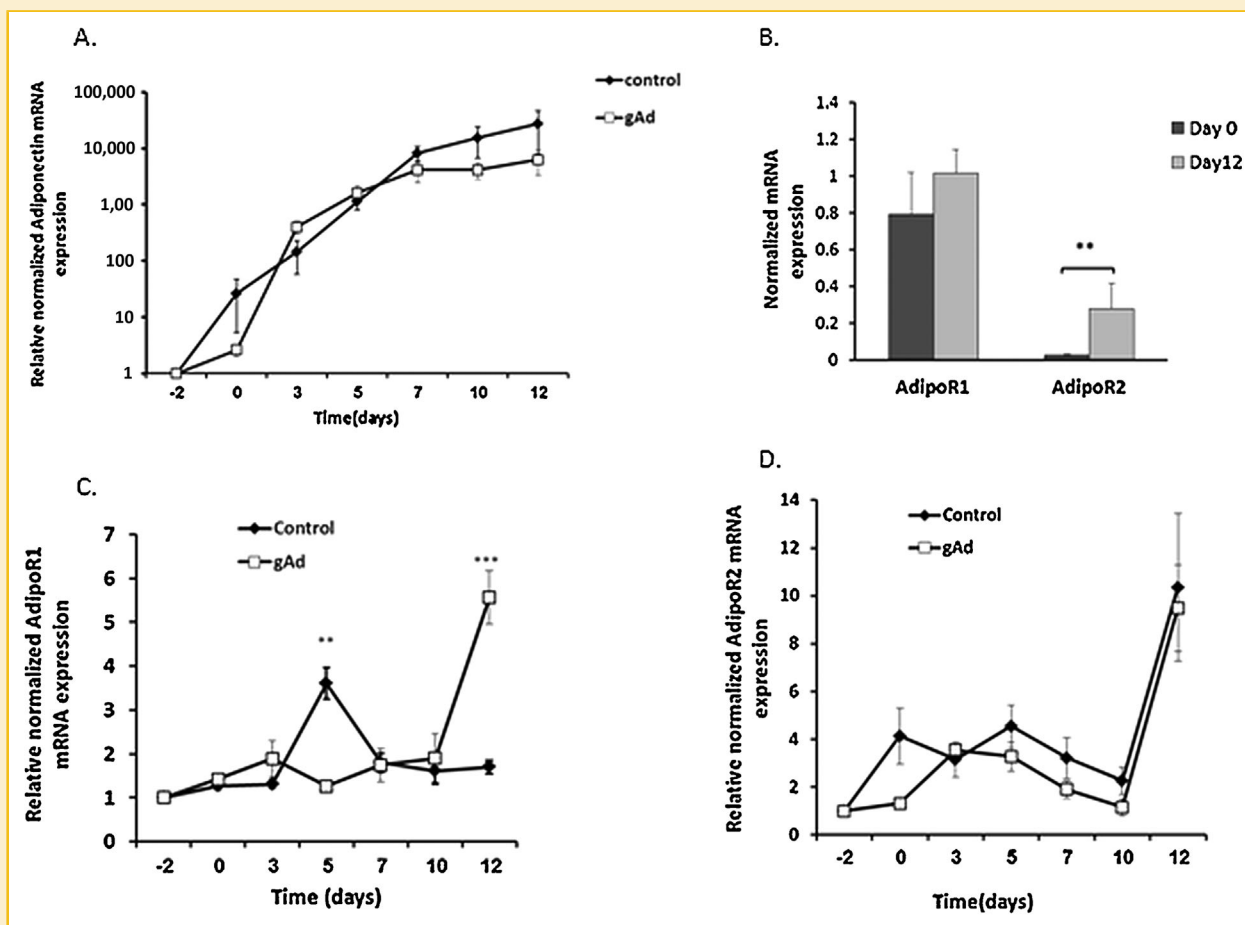 A.
Relative normalized Adiponectin mRNA
expression
100,000
10,000
1,00
100
10
1
-2 0 3 5 7 10 12
Time(days)
control
gAd
B.
Normalized mRNA
expression
1.4
1.2
1
0.8
0.6
0.4
0.2
0
**
AdipoR1 AdipoR2
Day 0
Day12
C.
Relative normalized AdipoR1
mRNA expression
7
6
5
4
3
2
1
0
Control
gAd
**
***
-2 0 3 5 7 10 12
Time (days)
D.
Relative normalized AdipoR2 mRNA
expression
14
12
10
8
6
4
2
0
Control
gAd
-2 0 3 5 7 10 12
Time(days)